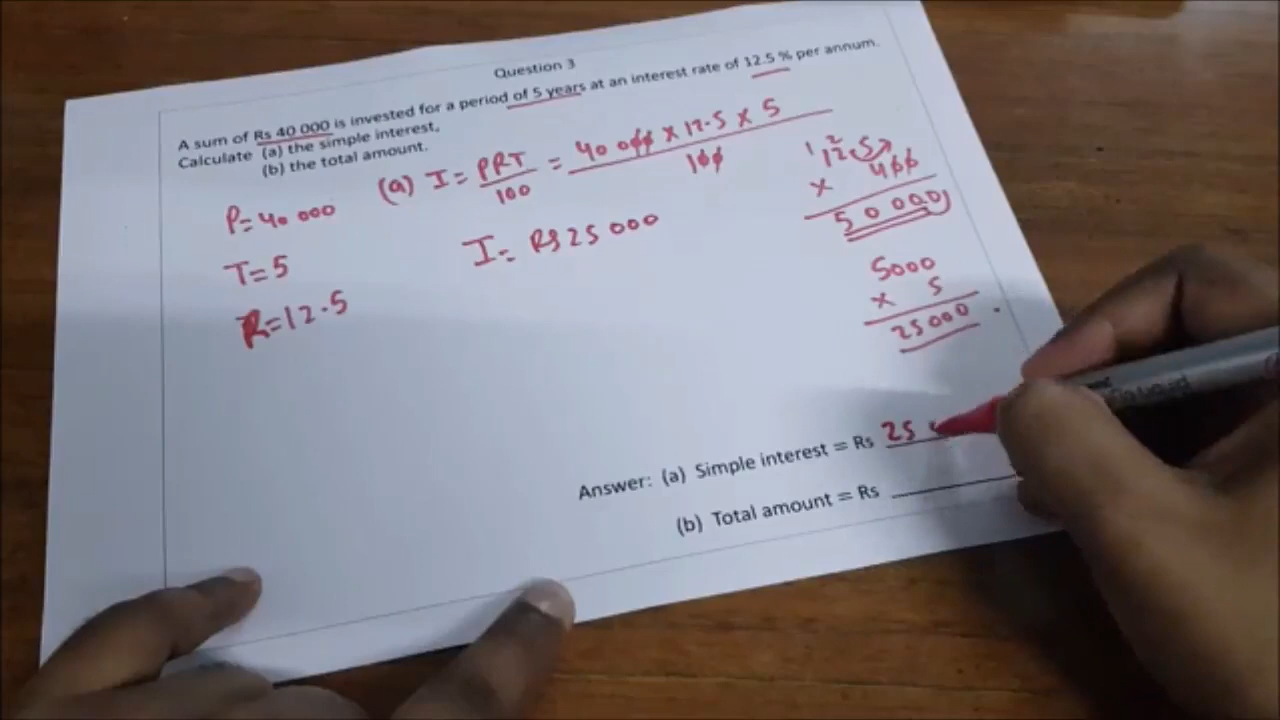 Question 3
A sum of Rs 40 000 is invested for a period of 5 years at an interest rate of 12.5 % per annum.
Calculate (a) the simple interest,
(b) the total amount.
P=40 000
T=5
R=12.5
(a) I = PRT/100 = 40 000 x 12.5 x 5 / 100
I = Rs 25 000
1 2
12.5
x 400
50000
5000
x 5
25000
Answer: (a) Simple interest = Rs 25
(b) Total amount = Rs